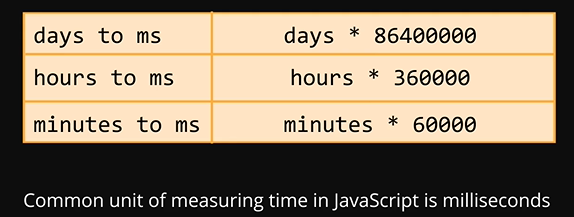 days to ms days * 86400000
hours to ms hours * 360000
minutes to ms minutes * 60000
Common unit of measuring time in JavaScript is milliseconds